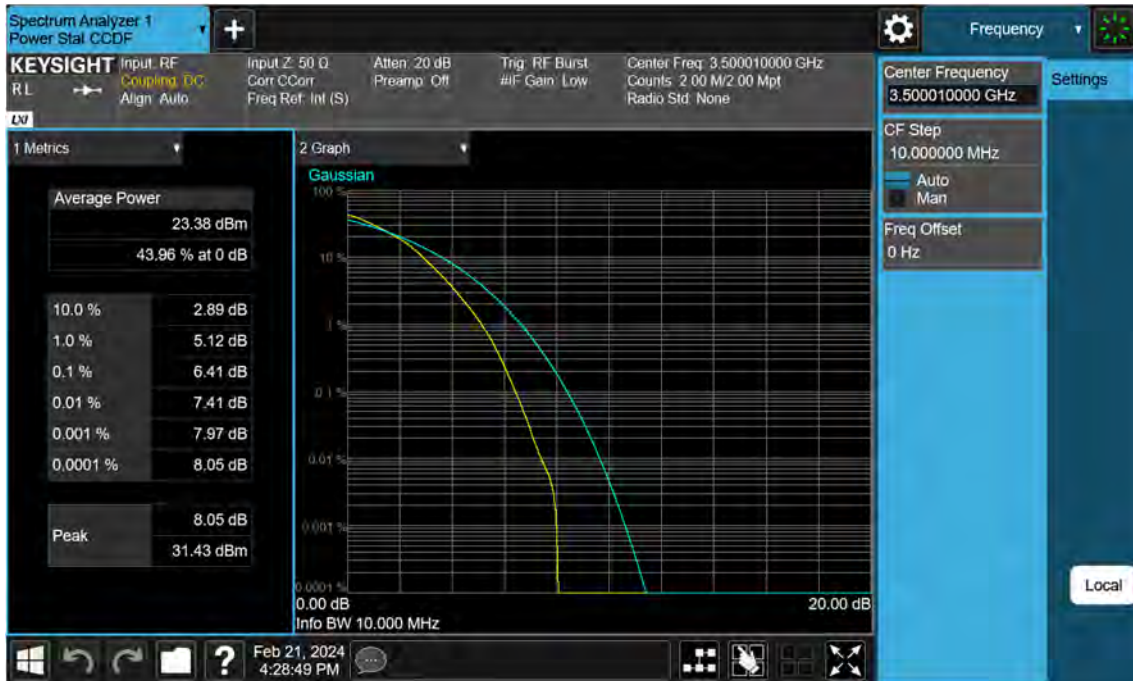 Spectrum Analyzer 1
Power Stat CCDF
Frequency
KEYSIGHT
RL
LXI
Input: RF
Coupling: DC
Align: Auto
Input Z: 50 Ω
Corr CCorr
Freq Ref: Int (S)
Atten: 20 dB
Preamp: Off
Trig: RF Burst
#IF Gain: Low
Center Freq: 3.500010000 GHz
Counts: 2.00 M/2.00 Mpt
Radio Std: None
Center Frequency
3.500010000 GHz
Settings
CF Step
10.000000 MHz
Auto
Man
Freq Offset
0 Hz
1 Metrics
Average Power
23.38 dBm
43.96 % at 0 dB
10.0 % 2.89 dB
1.0 % 5.12 dB
0.1 % 6.41 dB
0.01 % 7.41 dB
0.001 % 7.97 dB
0.0001 % 8.05 dB
Peak
8.05 dB
31.43 dBm
2 Graph
Gaussian
100 %
10 %
1 %
0.1 %
0.01 %
0.001 %
0.0001 %
0.00 dB 20.00 dB
Info BW 10.000 MHz
Local
?
Feb 21, 2024
4:28:49 PM